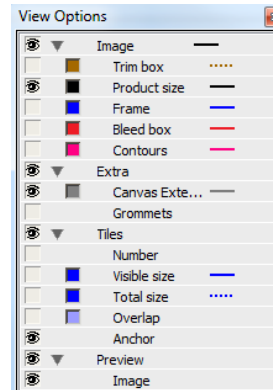 View Options
Image
Trim box
Product size
Frame
Bleed box
Contours
Extra
Canvas Exte...
Grommets
Tiles
Number
Visible size
Total size
Overlap
Anchor
Preview
Image